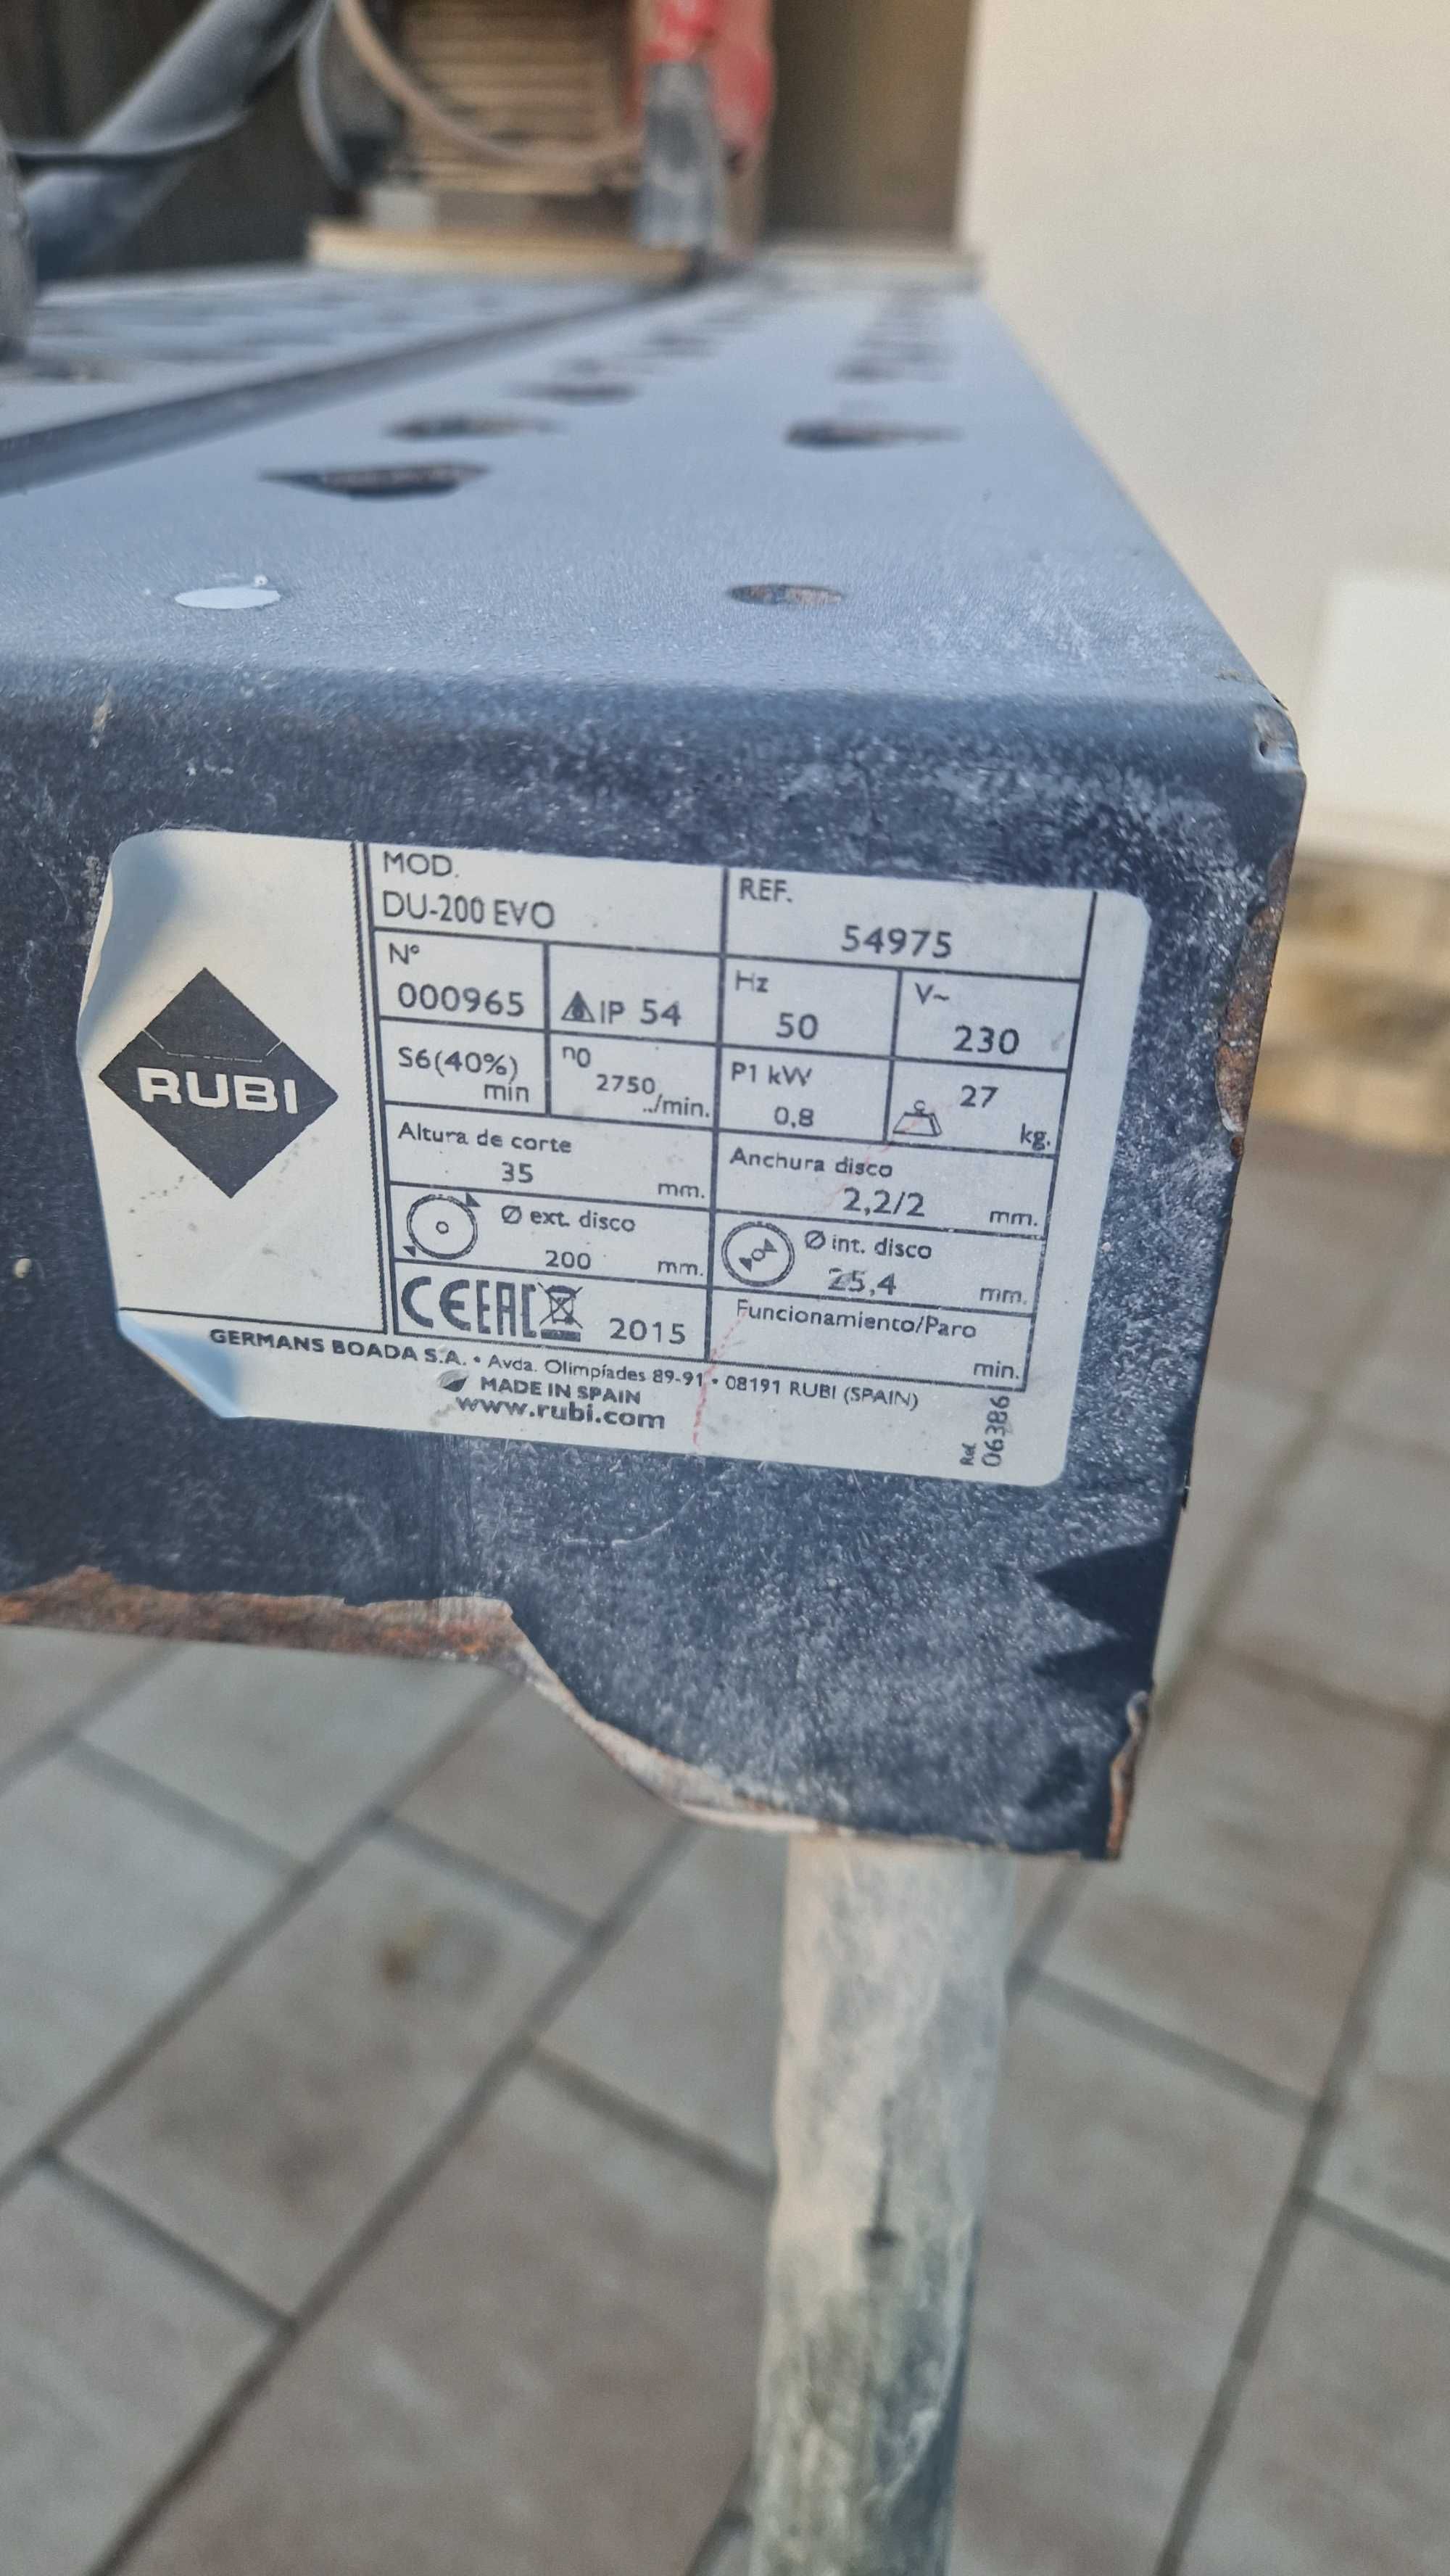 RUBI
MOD.
DU-200 EVO
REF.
54975
Nº
000965
IP 54
Hz
50
V~
230
S6(40%)
min
n0
2750
../min.
P1 kW
0,8
27
kg.
Altura de corte
35 mm.
Anchura disco
2,2/2 mm.
Ø ext. disco
200 mm.
Ø int. disco
25,4 mm.
CE EAC 2015
Funcionamiento/Paro
min.
GERMANS BOADA S.A. • Avda. Olimpíades 89-91 • 08191 RUBI (SPAIN)
MADE IN SPAIN
www.rubi.com
Ref.
06386